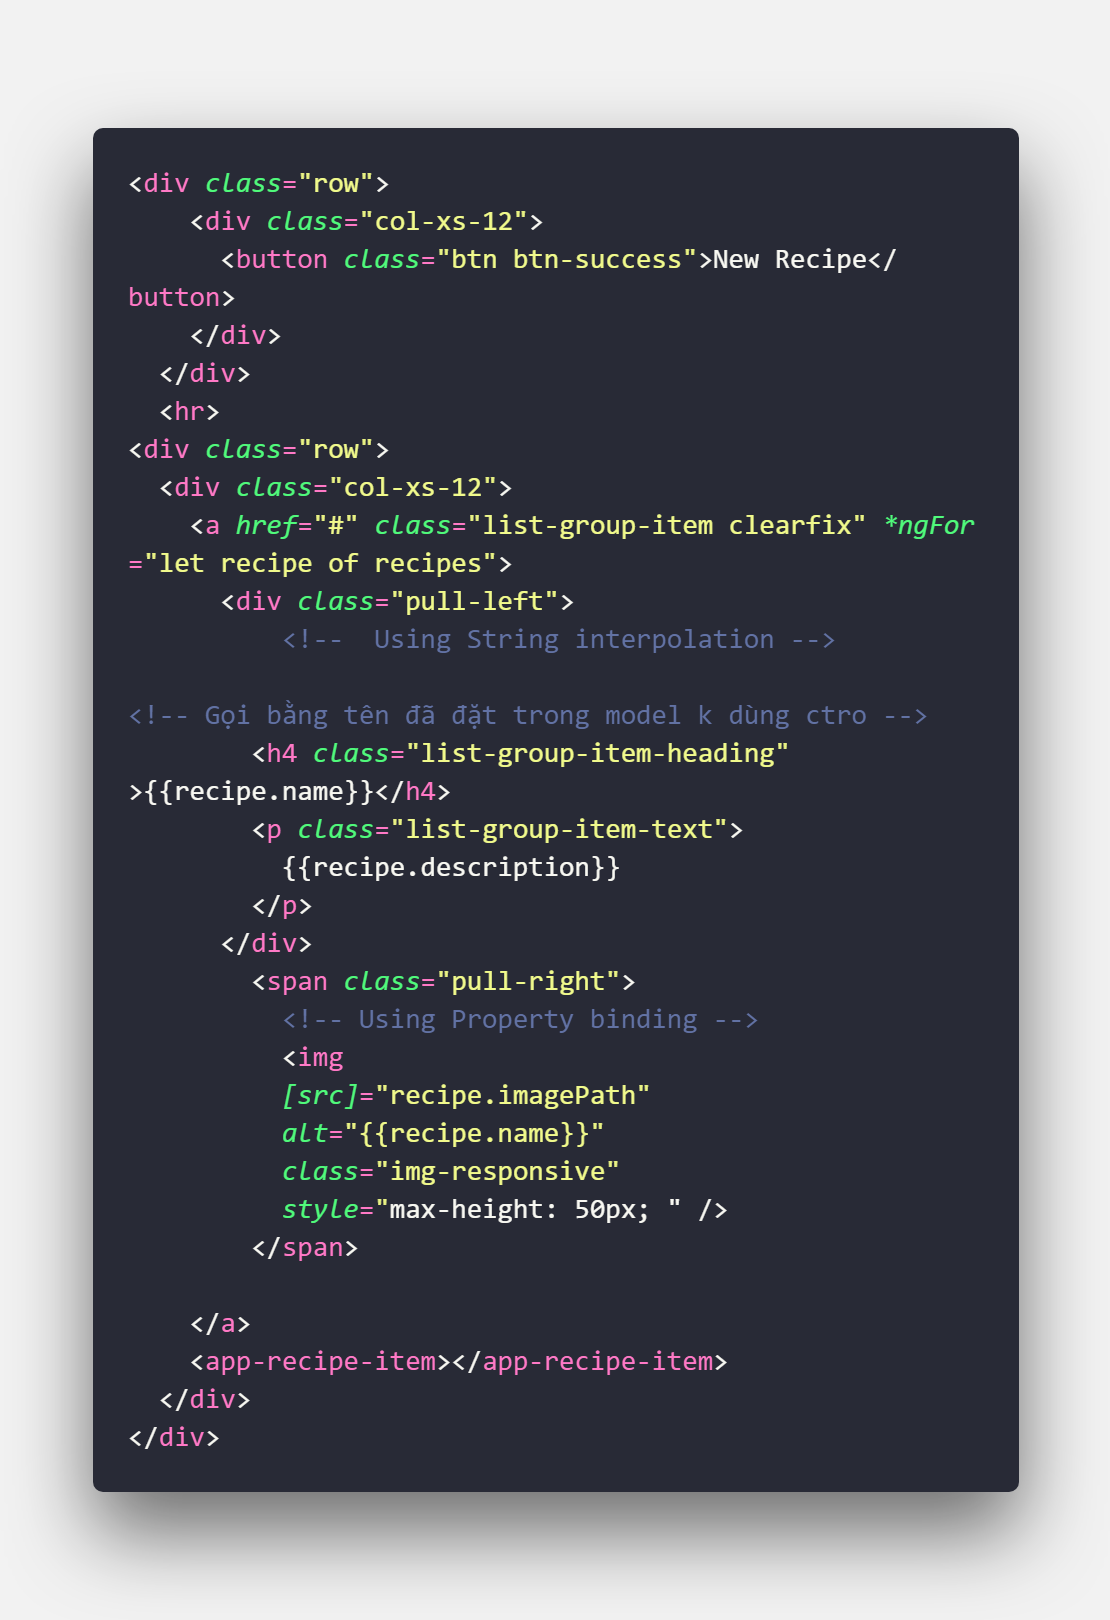 <div class="row">
    <div class="col-xs-12">
      <button class="btn btn-success">New Recipe</
button>
    </div>
  </div>
  <hr>
<div class="row">
  <div class="col-xs-12">
    <a href="#" class="list-group-item clearfix" *ngFor
="let recipe of recipes">
      <div class="pull-left">
          <!--  Using String interpolation -->

<!-- Gọi bằng tên đã đặt trong model k dùng ctro -->
        <h4 class="list-group-item-heading"
>{{recipe.name}}</h4>
        <p class="list-group-item-text">
          {{recipe.description}}
        </p>
      </div>
        <span class="pull-right">
          <!-- Using Property binding -->
          <img
          [src]="recipe.imagePath"
          alt="{{recipe.name}}"
          class="img-responsive"
          style="max-height: 50px; " />
        </span>

    </a>
    <app-recipe-item></app-recipe-item>
  </div>
</div>